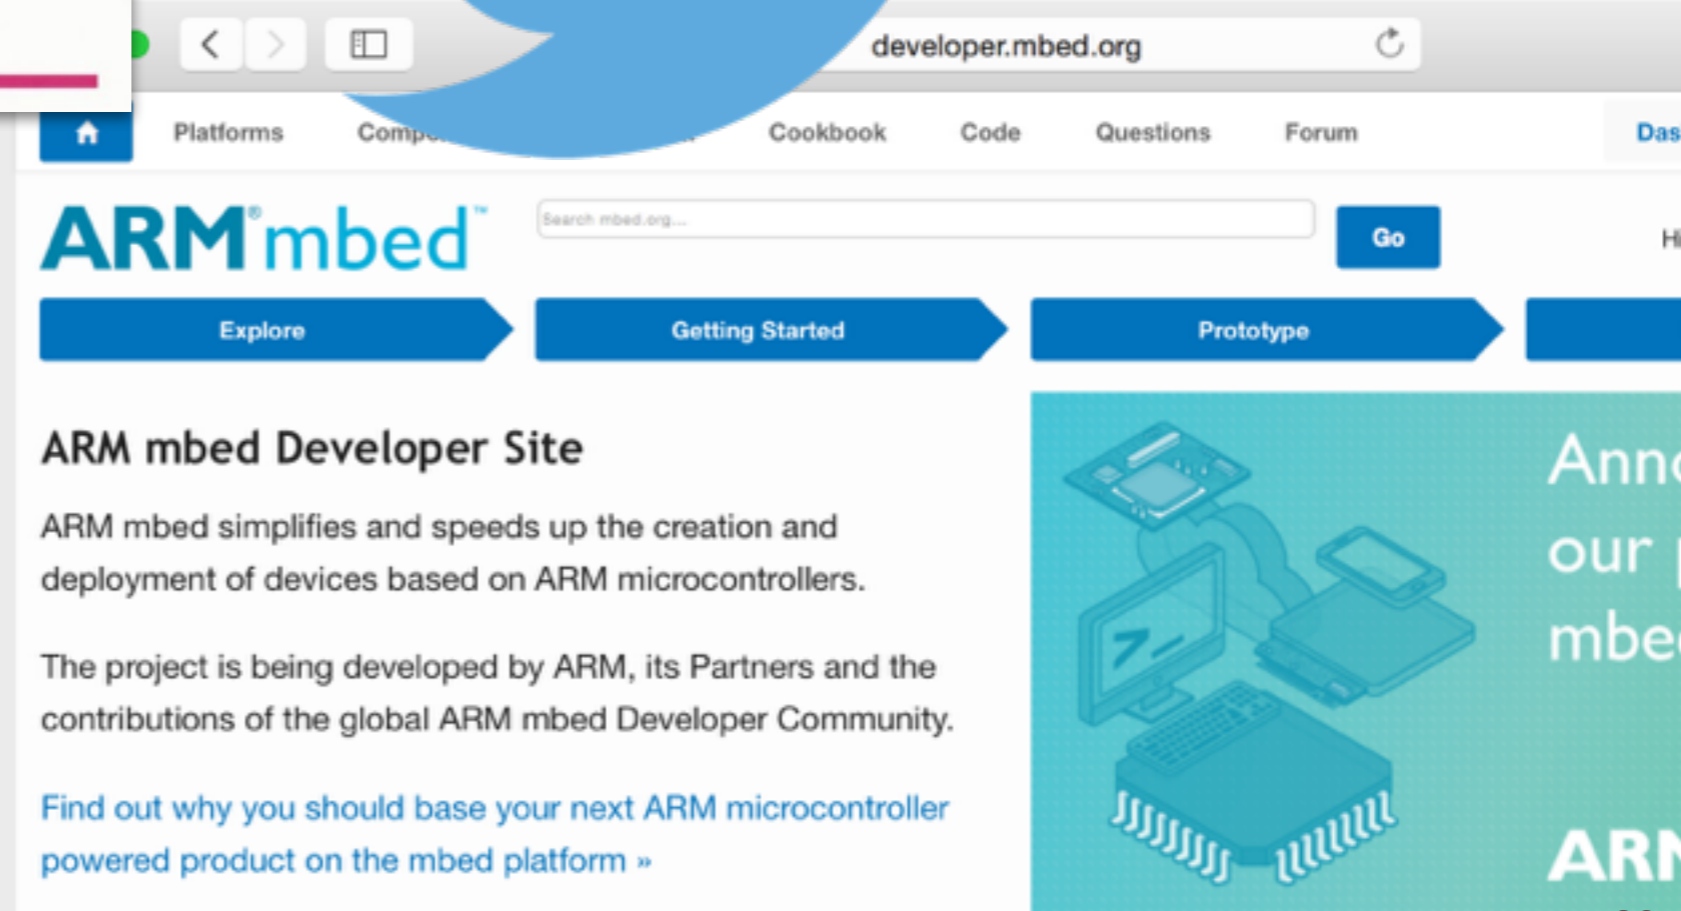 developer.mbed.org
Platforms Cookbook Code Questions Forum
ARM® mbed™
Search mbed.org...
Go
Explore Getting Started Prototype
ARM mbed Developer Site
ARM mbed simplifies and speeds up the creation and
deployment of devices based on ARM microcontrollers.
The project is being developed by ARM, its Partners and the
contributions of the global ARM mbed Developer Community.
Find out why you should base your next ARM microcontroller
powered product on the mbed platform »
our